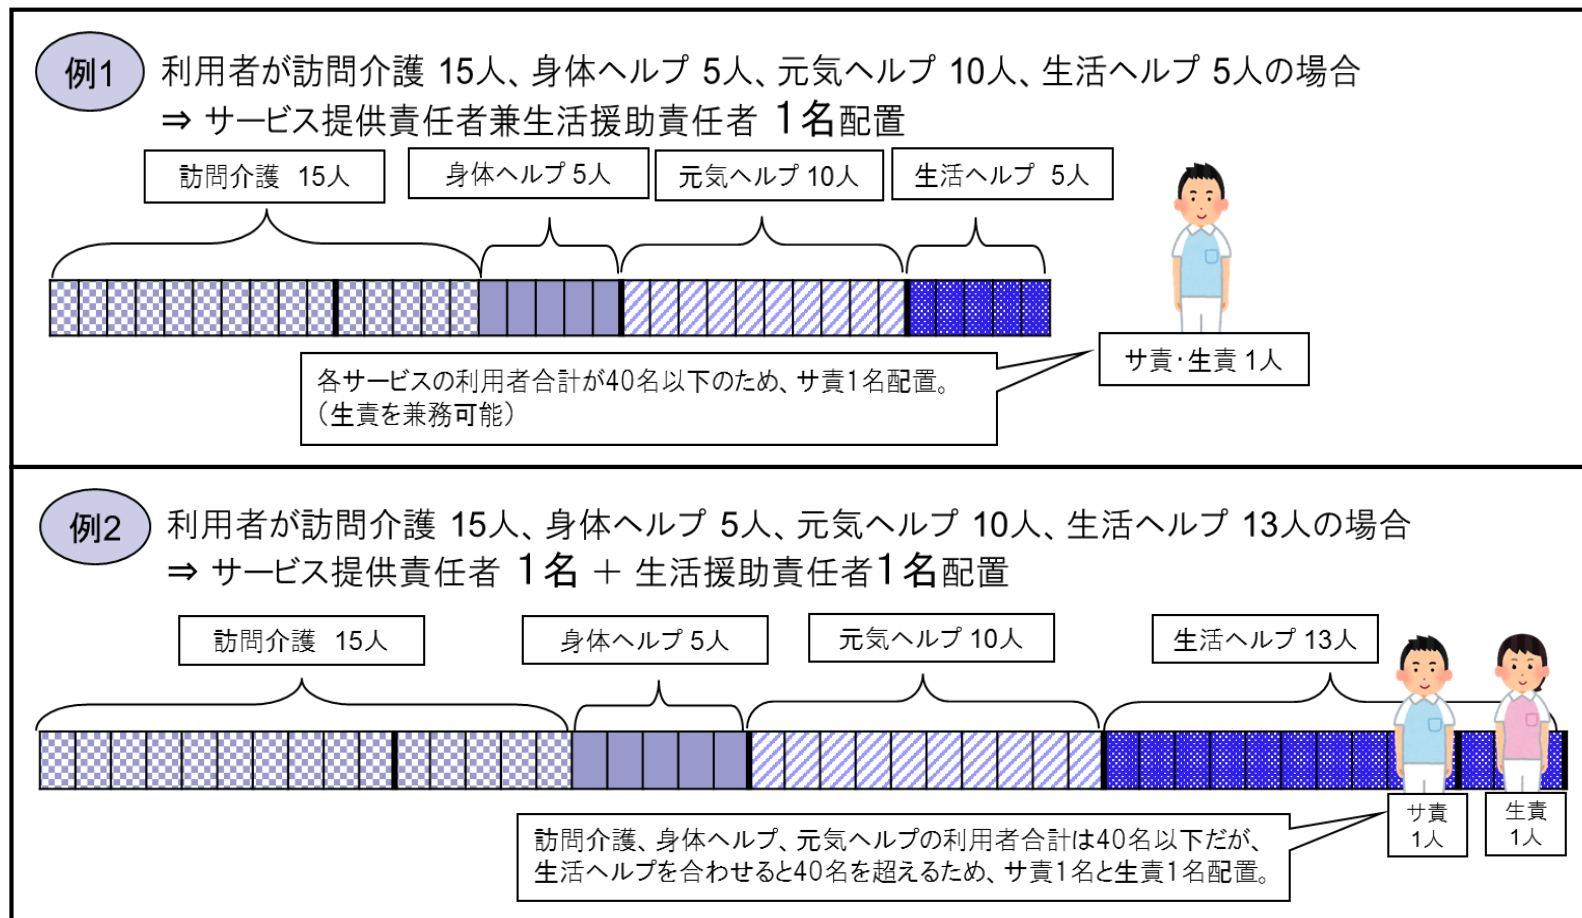 例1
利用者が訪問介護 15人、身体ヘルプ 5人、元気ヘルプ 10人、生活ヘルプ 5人の場合
⇒ サービス提供責任者兼生活援助責任者 1名配置
訪問介護 15人
身体ヘルプ 5人
元気ヘルプ 10人
生活ヘルプ 5人
サ責・生責 1人
各サービスの利用者合計が40名以下のため、サ責1名配置。
（生責を兼務可能）
例2
利用者が訪問介護 15人、身体ヘルプ 5人、元気ヘルプ 10人、生活ヘルプ 13人の場合
⇒ サービス提供責任者 1名 ＋ 生活援助責任者1名配置
訪問介護 15人
身体ヘルプ 5人
元気ヘルプ 10人
生活ヘルプ 13人
サ責
1人
生責
1人
訪問介護、身体ヘルプ、元気ヘルプの利用者合計は40名以下だが、
生活ヘルプを合わせると40名を超えるため、サ責1名と生責1名配置。